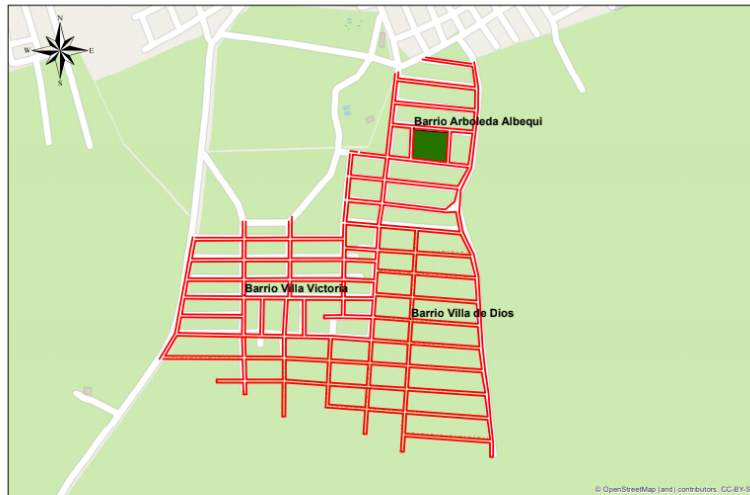 N
W
E
S
Barrio Arboleda Albequi
Barrio Villa Victoria
Barrio Villa de Dios
© OpenStreetMap (and) contributors, CC-BY-S